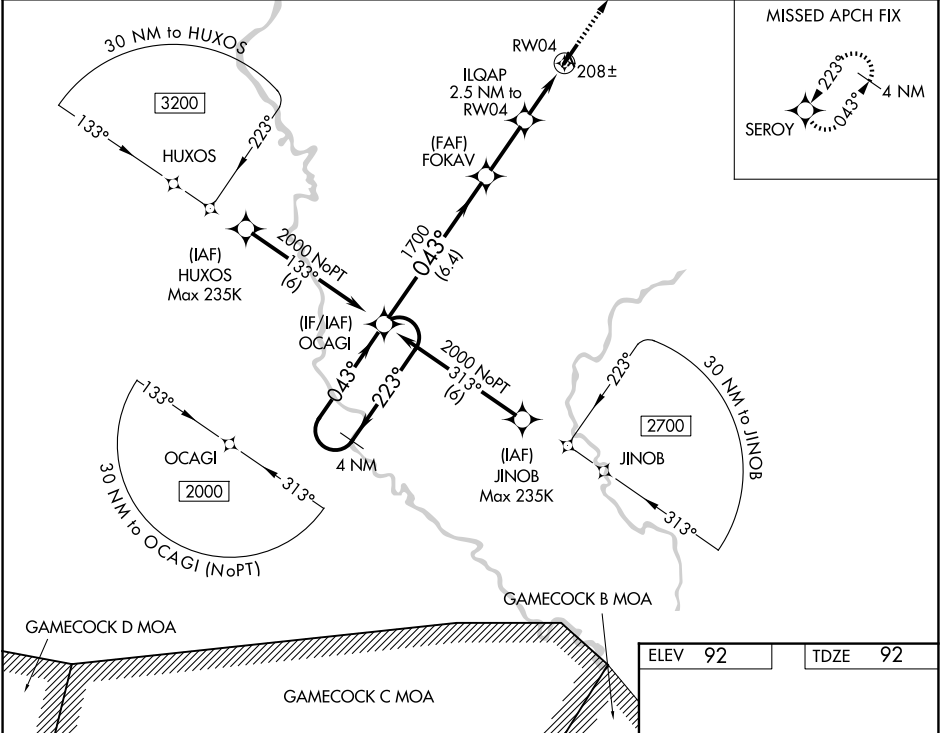 30 NM to HUXOS
3200
133°
223°
HUXOS
(IAF)
HUXOS
Max 235K
2000 NoPT
133°
(6)
RW04
208±
ILQAP
2.5 NM to
RW04
(FAF)
FOKAV
1700
043°
(6.4)
(IF/IAF)
OCAGI
043°
223°
4 NM
2000 NoPT
313°
(6)
(IAF)
JINOB
Max 235K
MISSED APCH FIX
223°
043°
4 NM
SEROY
223°
30 NM to JINOB
2700
JINOB
313°
133°
OCAGI
2000
313°
30 NM to OCAGI (NoPT)
GAMECOCK D MOA
GAMECOCK B MOA
GAMECOCK C MOA
ELEV 92
TDZE 92